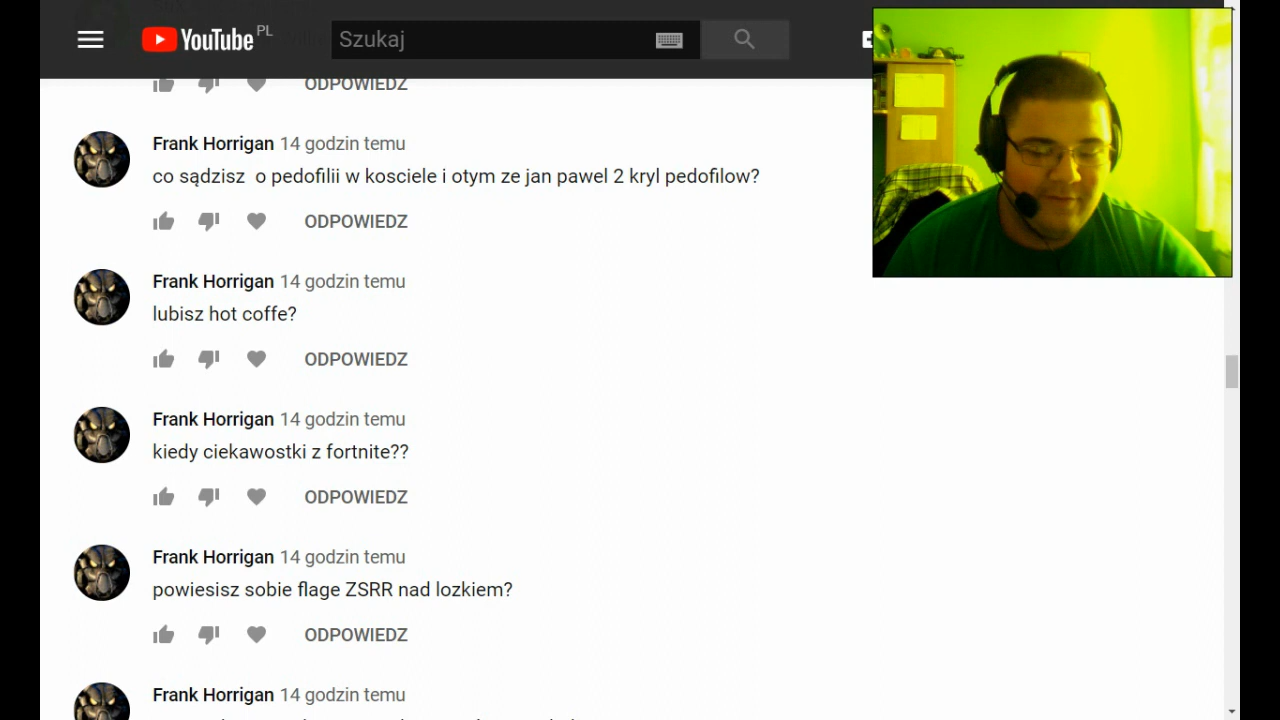 YouTube PL
Szukaj
ODPOWIEDZ
Frank Horrigan 14 godzin temu
co sądzisz  o pedofilii w kosciele i otym ze jan pawel 2 kryl pedofilow?
ODPOWIEDZ
Frank Horrigan 14 godzin temu
lubisz hot coffe?
ODPOWIEDZ
Frank Horrigan 14 godzin temu
kiedy ciekawostki z fortnite??
ODPOWIEDZ
Frank Horrigan 14 godzin temu
powiesisz sobie flage ZSRR nad lozkiem?
ODPOWIEDZ
Frank Horrigan 14 godzin temu